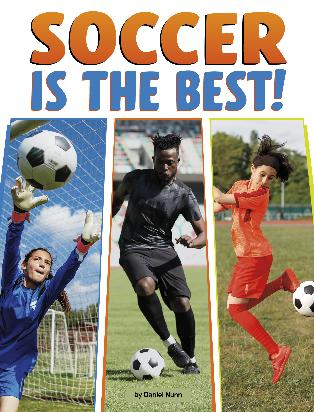 SOCCER
IS THE BEST!
by Daniel Nunn